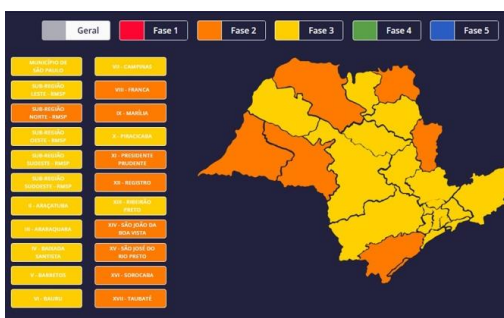 Geral
Fase 1
Fase 2
Fase 3
Fase 4
Fase 5
MUNICÍPIO DE
SÃO PAULO
SUB-REGIÃO
LESTE - RMSP
SUB-REGIÃO
NORTE - RMSP
SUB-REGIÃO
OESTE - RMSP
SUB-REGIÃO
SUDESTE - RMSP
SUB-REGIÃO
SUDOESTE - RMSP
II - ARAÇATUBA
III - ARARAQUARA
IV - BAIXADA
SANTISTA
V - BARRETOS
VI - BAURU
VII - CAMPINAS
VIII - FRANCA
IX - MARÍLIA
X - PIRACICABA
XI - PRESIDENTE
PRUDENTE
XII - REGISTRO
XIII - RIBEIRÃO
PRETO
XIV - SÃO JOÃO DA
BOA VISTA
XV - SÃO JOSÉ DO
RIO PRETO
XVI - SOROCABA
XVII - TAUBATÉ